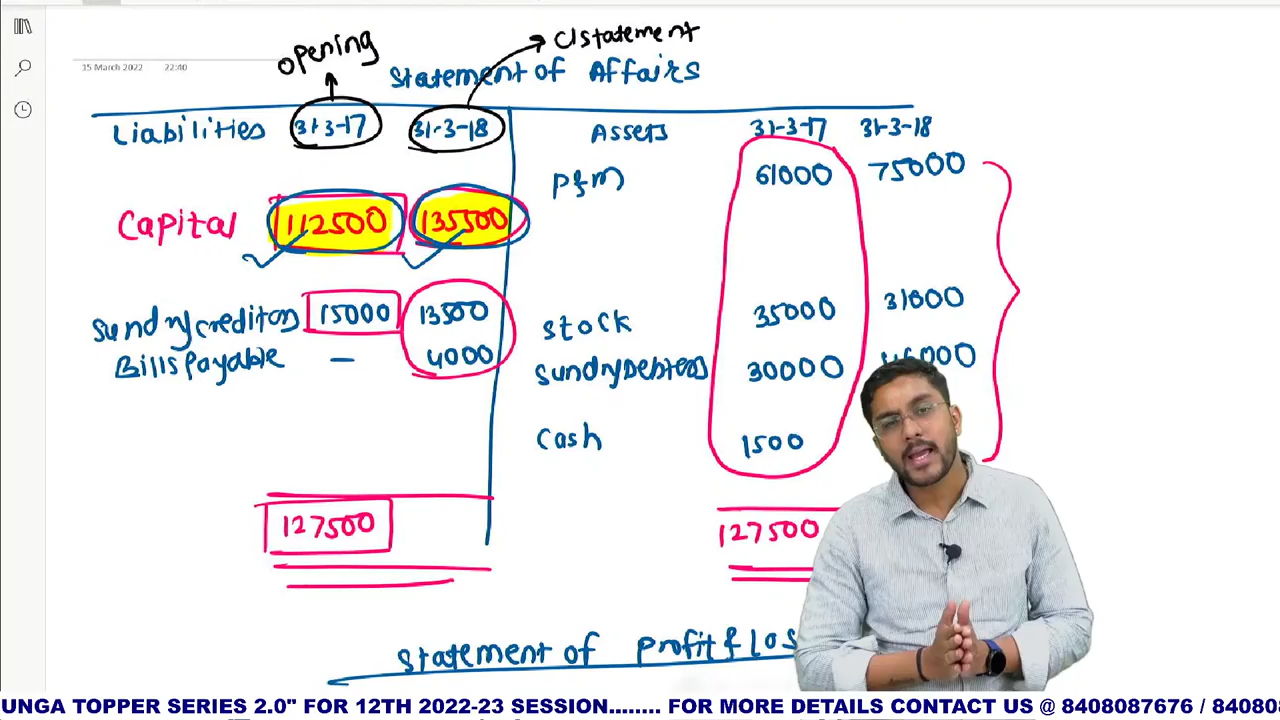 opening
c/statement
15 March 2022 22:40
Statement of Affairs
Liabilities 31-3-17 31-3-18 Assets 31-3-17 31-3-18
P&M 61000 75000
Capital 112500 135500
Sundry creditors 15000 13500 stock 35000 31000
Bills Payable — 4000 sundry Debtors 30000
cash 1500
127500 127500
statement of profit & los
UNGA TOPPER SERIES 2.0" FOR 12TH 2022-23 SESSION........ FOR MORE DETAILS CONTACT US @ 8408087676 / 84080